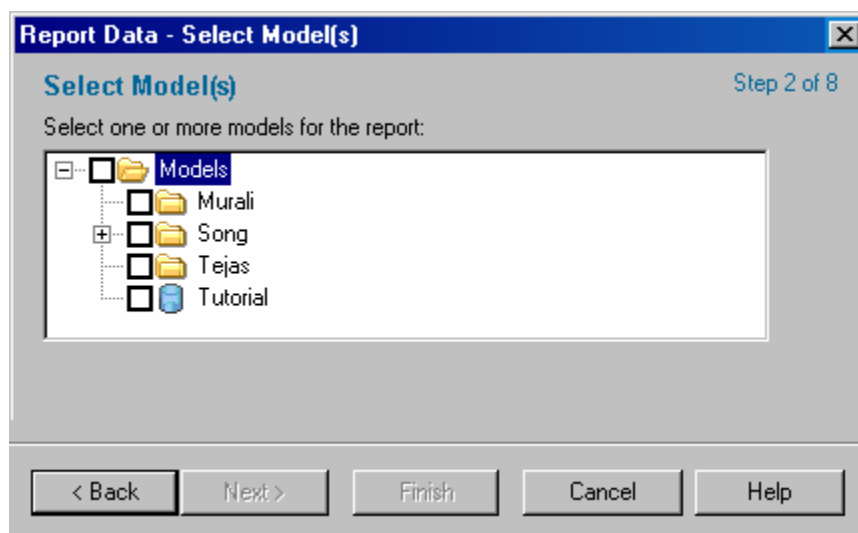 Report Data - Select Model(s)
Select Model(s)
Step 2 of 8
Select one or more models for the report:
Models
Murali
Song
Tejas
Tutorial
< Back
Next >
Finish
Cancel
Help